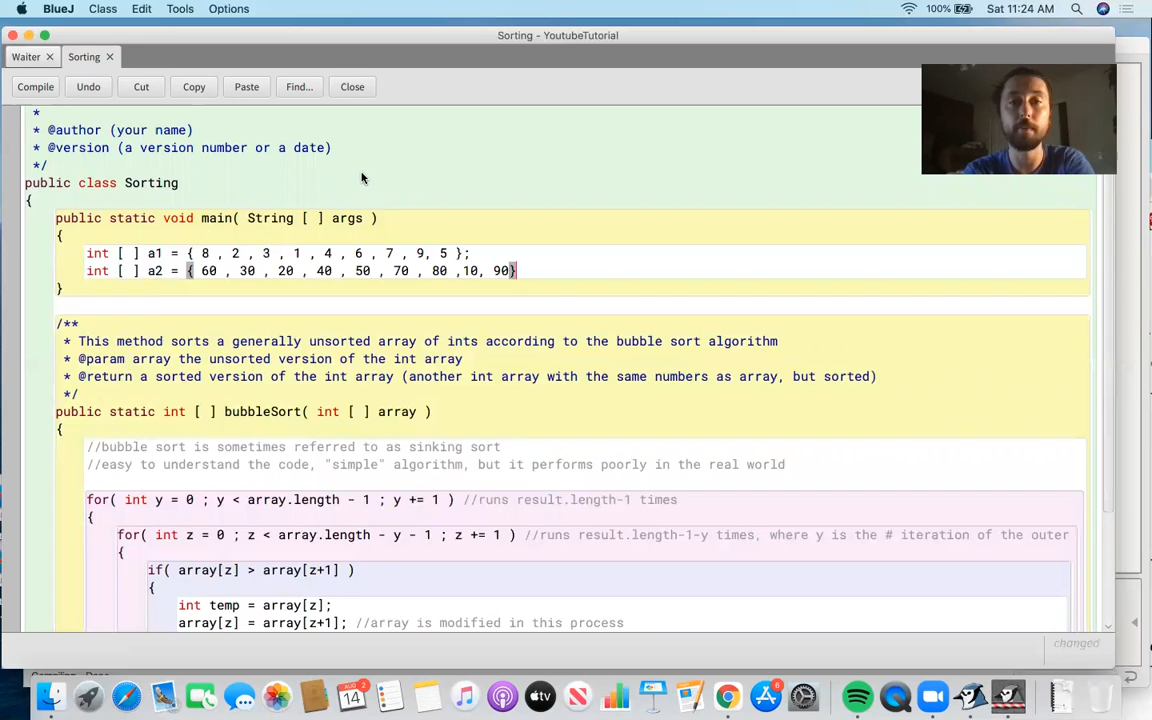 BlueJ Class Edit Tools Options 100% Sat 11:24 AM
Sorting - YoutubeTutorial
Waiter Sorting
Compile Undo Cut Copy Paste Find... Close
*
* @author (your name)
* @version (a version number or a date)
*/
public class Sorting
{
public static void main( String [ ] args )
{
int [ ] a1 = { 8 , 2 , 3 , 1 , 4 , 6 , 7 , 9, 5 };
int [ ] a2 = { 60 , 30 , 20 , 40 , 50 , 70 , 80 ,10, 90}
}
/**
* This method sorts a generally unsorted array of ints according to the bubble sort algorithm
* @param array the unsorted version of the int array
* @return a sorted version of the int array (another int array with the same numbers as array, but sorted)
*/
public static int [ ] bubbleSort( int [ ] array )
{
//bubble sort is sometimes referred to as sinking sort
//easy to understand the code, "simple" algorithm, but it performs poorly in the real world
for( int y = 0 ; y < array.length - 1 ; y += 1 ) //runs result.length-1 times
{
for( int z = 0 ; z < array.length - y - 1 ; z += 1 ) //runs result.length-1-y times, where y is the # iteration of the outer
{
if( array[z] > array[z+1] )
{
int temp = array[z];
array[z] = array[z+1]; //array is modified in this process
changed
AUG 2
14
tv
6